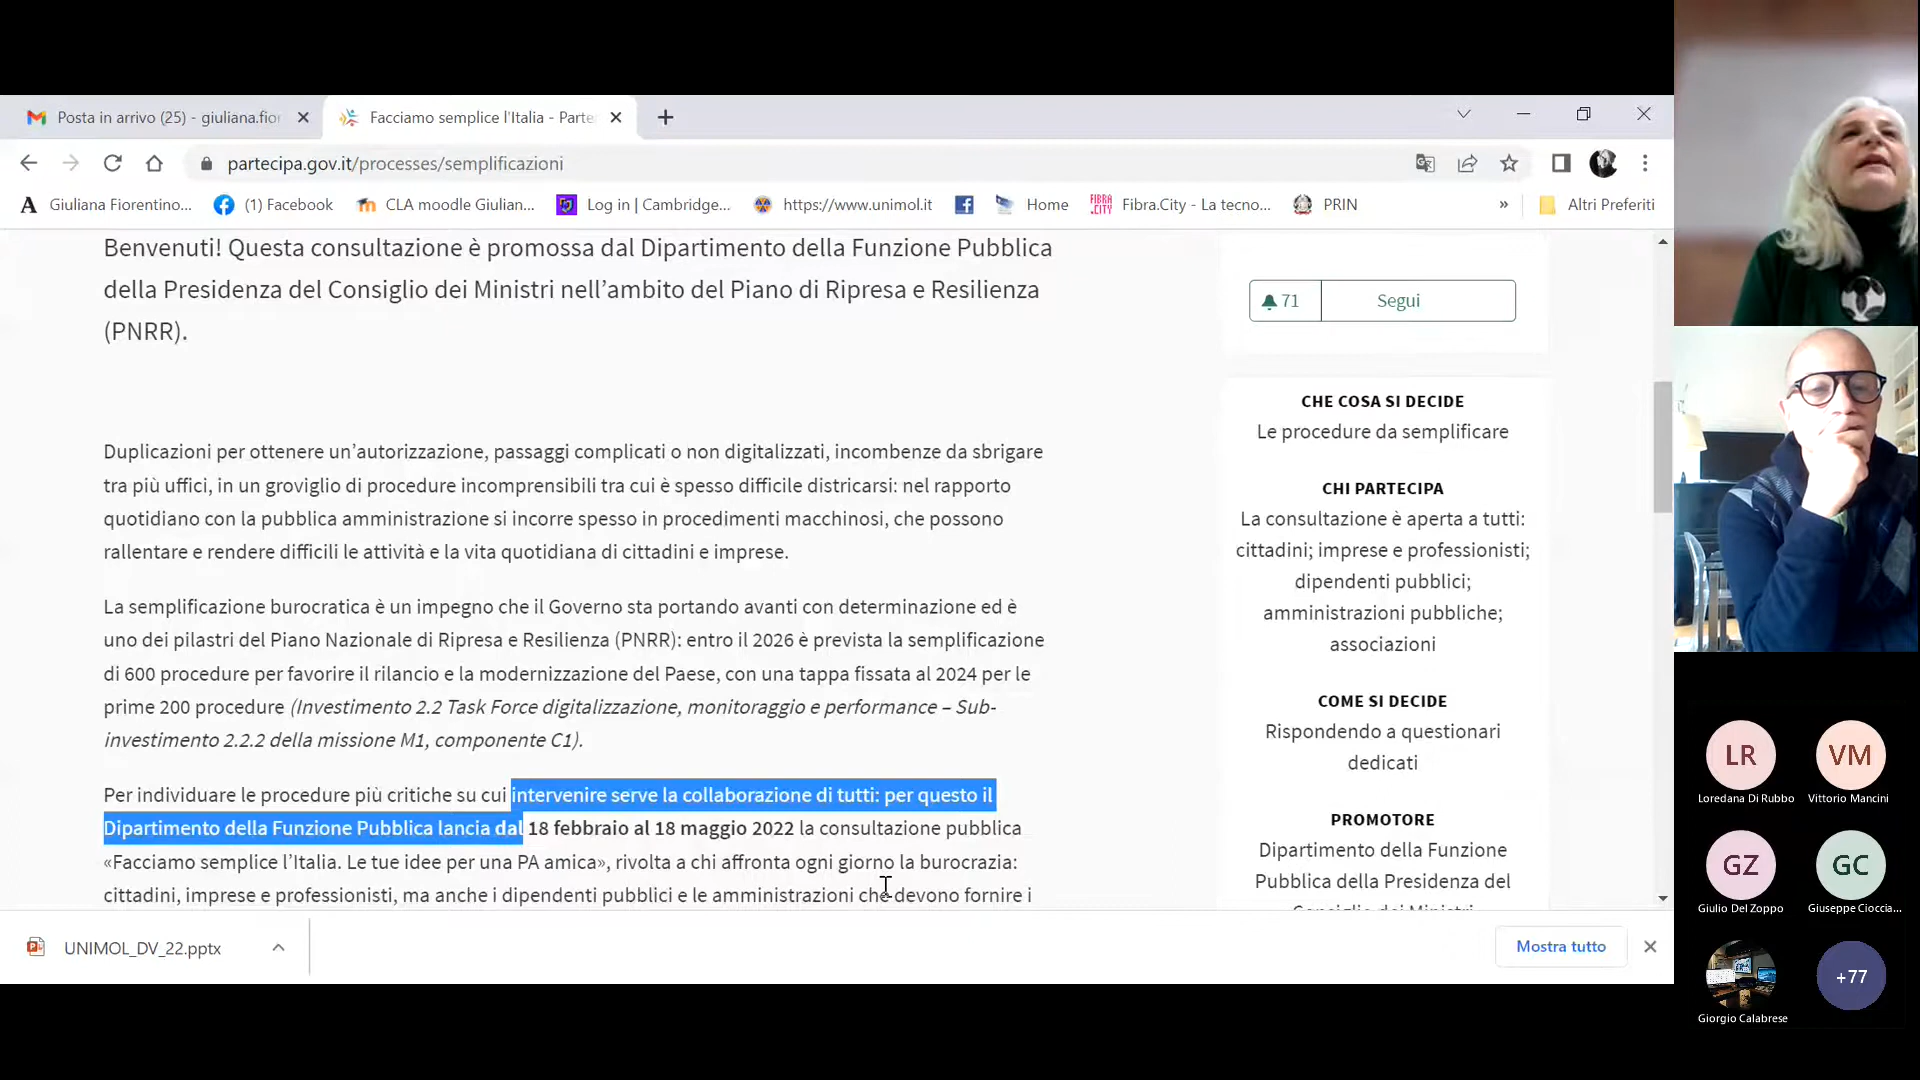 Posta in arrivo (25) - giuliana.fior
Facciamo semplice l'Italia - Parte
partecipa.gov.it/processes/semplificazioni
Giuliana Fiorentino...
(1) Facebook
CLA moodle Giulian...
Log in | Cambridge...
https://www.unimol.it
Home
FIBRA.CITY
Fibra.City - La tecno...
PRIN
»
Altri Preferiti
Benvenuti! Questa consultazione è promossa dal Dipartimento della Funzione Pubblica
della Presidenza del Consiglio dei Ministri nell’ambito del Piano di Ripresa e Resilienza
(PNRR).
Duplicazioni per ottenere un’autorizzazione, passaggi complicati o non digitalizzati, incombenze da sbrigare
tra più uffici, in un groviglio di procedure incomprensibili tra cui è spesso difficile districarsi: nel rapporto
quotidiano con la pubblica amministrazione si incorre spesso in procedimenti macchinosi, che possono
rallentare e rendere difficili le attività e la vita quotidiana di cittadini e imprese.
La semplificazione burocratica è un impegno che il Governo sta portando avanti con determinazione ed è
uno dei pilastri del Piano Nazionale di Ripresa e Resilienza (PNRR): entro il 2026 è prevista la semplificazione
di 600 procedure per favorire il rilancio e la modernizzazione del Paese, con una tappa fissata al 2024 per le
prime 200 procedure (Investimento 2.2 Task Force digitalizzazione, monitoraggio e performance – Sub-
investimento 2.2.2 della missione M1, componente C1).
Per individuare le procedure più critiche su cui intervenire serve la collaborazione di tutti: per questo il
Dipartimento della Funzione Pubblica lancia dal 18 febbraio al 18 maggio 2022 la consultazione pubblica
«Facciamo semplice l’Italia. Le tue idee per una PA amica», rivolta a chi affronta ogni giorno la burocrazia:
cittadini, imprese e professionisti, ma anche i dipendenti pubblici e le amministrazioni che devono fornire i
71
Segui
CHE COSA SI DECIDE
Le procedure da semplificare
CHI PARTECIPA
La consultazione è aperta a tutti:
cittadini; imprese e professionisti;
dipendenti pubblici;
amministrazioni pubbliche;
associazioni
COME SI DECIDE
Rispondendo a questionari
dedicati
PROMOTORE
Dipartimento della Funzione
Pubblica della Presidenza del
Consiglio dei Ministri
UNIMOL_DV_22.pptx
Mostra tutto
LR
Loredana Di Rubbo
VM
Vittorio Mancini
GZ
Giulio Del Zoppo
GC
Giuseppe Cioccia...
Giorgio Calabrese
+77